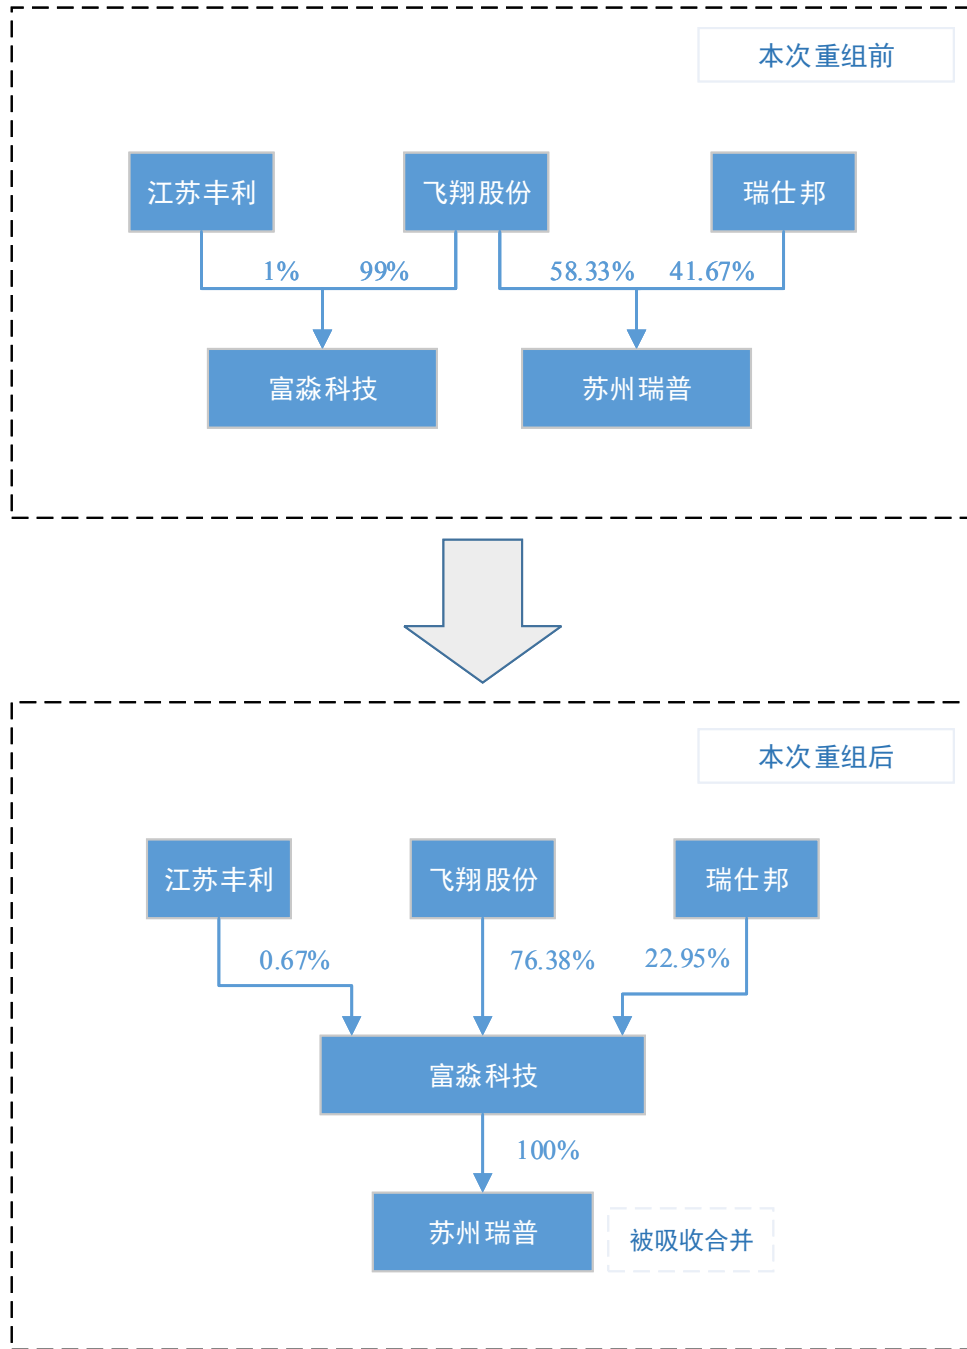 本次重组前
江苏丰利
飞翔股份
瑞仕邦
1%
99%
58.33%
41.67%
富淼科技
苏州瑞普
本次重组后
江苏丰利
飞翔股份
瑞仕邦
0.67%
76.38%
22.95%
富淼科技
100%
苏州瑞普
被吸收合并